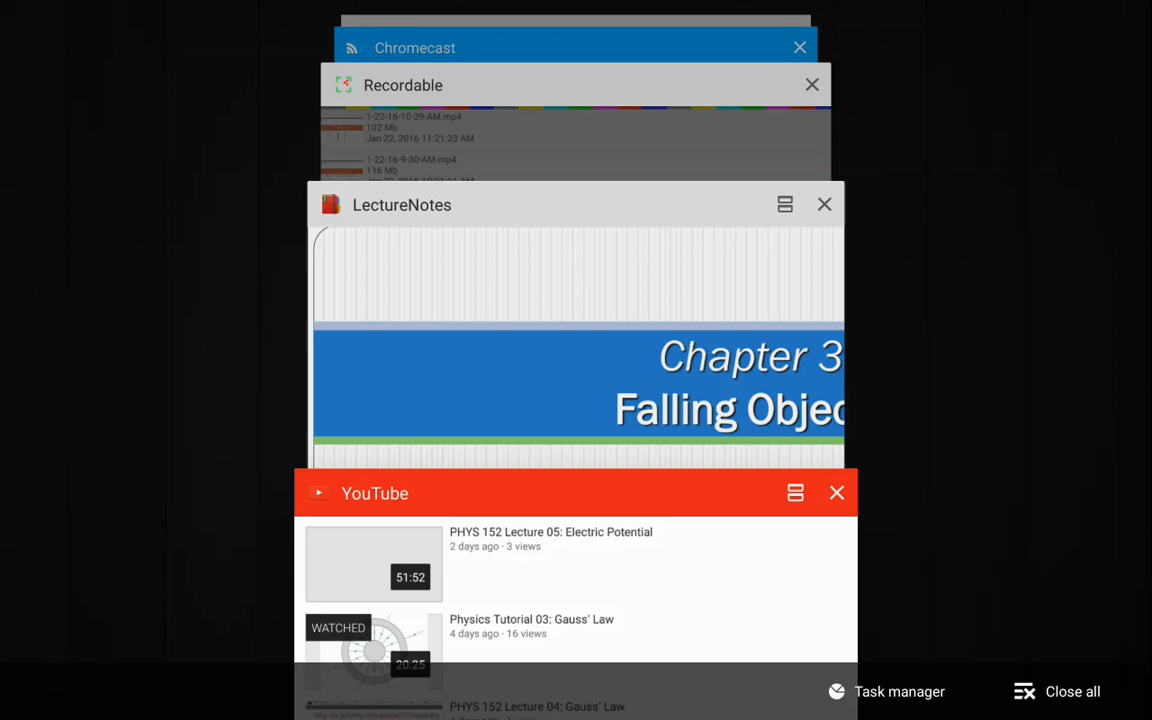 Chromecast
Recordable
1-22-16-10-29-AM.mp4
102 Mb
Jan 22, 2016 11:21:23 AM
1-22-16-9-30-AM.mp4
116 Mb
LectureNotes
Chapter 3
Falling Objec
YouTube
PHYS 152 Lecture 05: Electric Potential
2 days ago · 3 views
51:52
Physics Tutorial 03: Gauss' Law
WATCHED
4 days ago · 16 views
20:25
PHYS 152 Lecture 04: Gauss' Law
Task manager
Close all